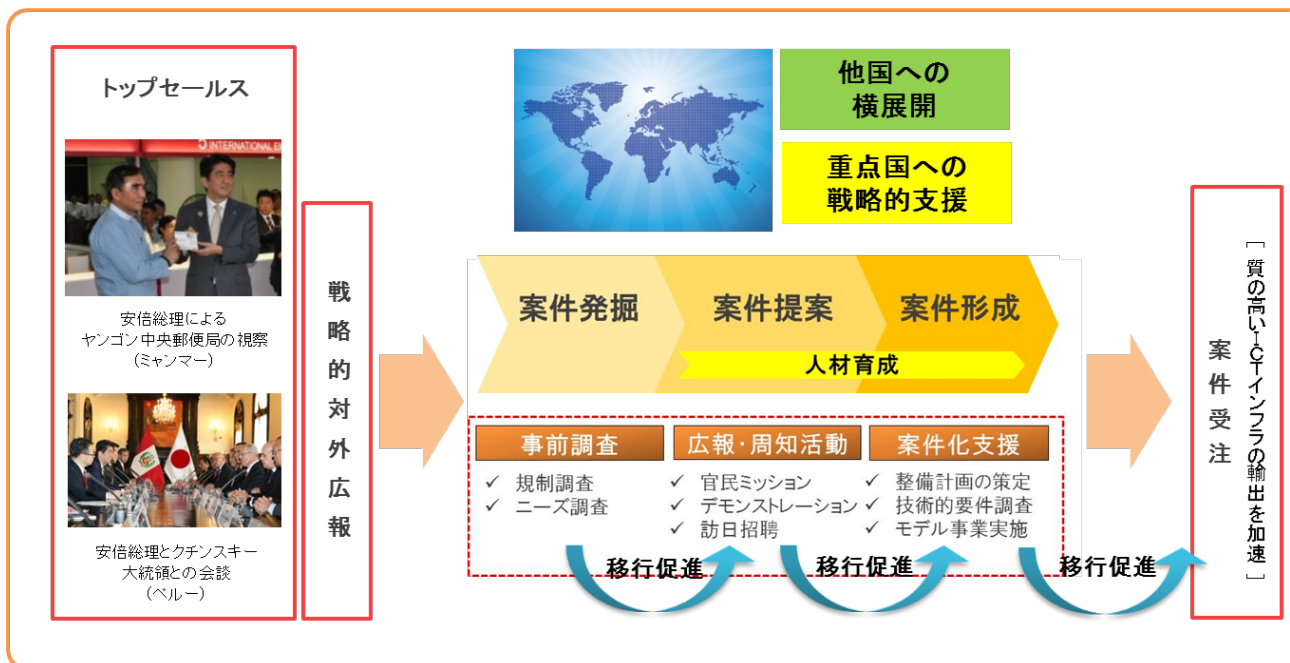 トップセールス
5 INTERNATIONAL
安倍総理による
ヤンゴン中央郵便局の視察
(ミャンマー)
安倍総理とクチンスキー
大統領との会談
(ペルー)
戦略的対外広報
他国への
横展開
重点国への
戦略的支援
案件発掘
案件提案
案件形成
人材育成
事前調査
✓ 規制調査
✓ ニーズ調査
広報・周知活動
✓ 官民ミッション
✓ デモンストレーション
✓ 訪日招聘
案件化支援
✓ 整備計画の策定
✓ 技術的要件調査
✓ モデル事業実施
移行促進
移行促進
移行促進
案件受注
[質の高いICTインフラの輸出を加速]